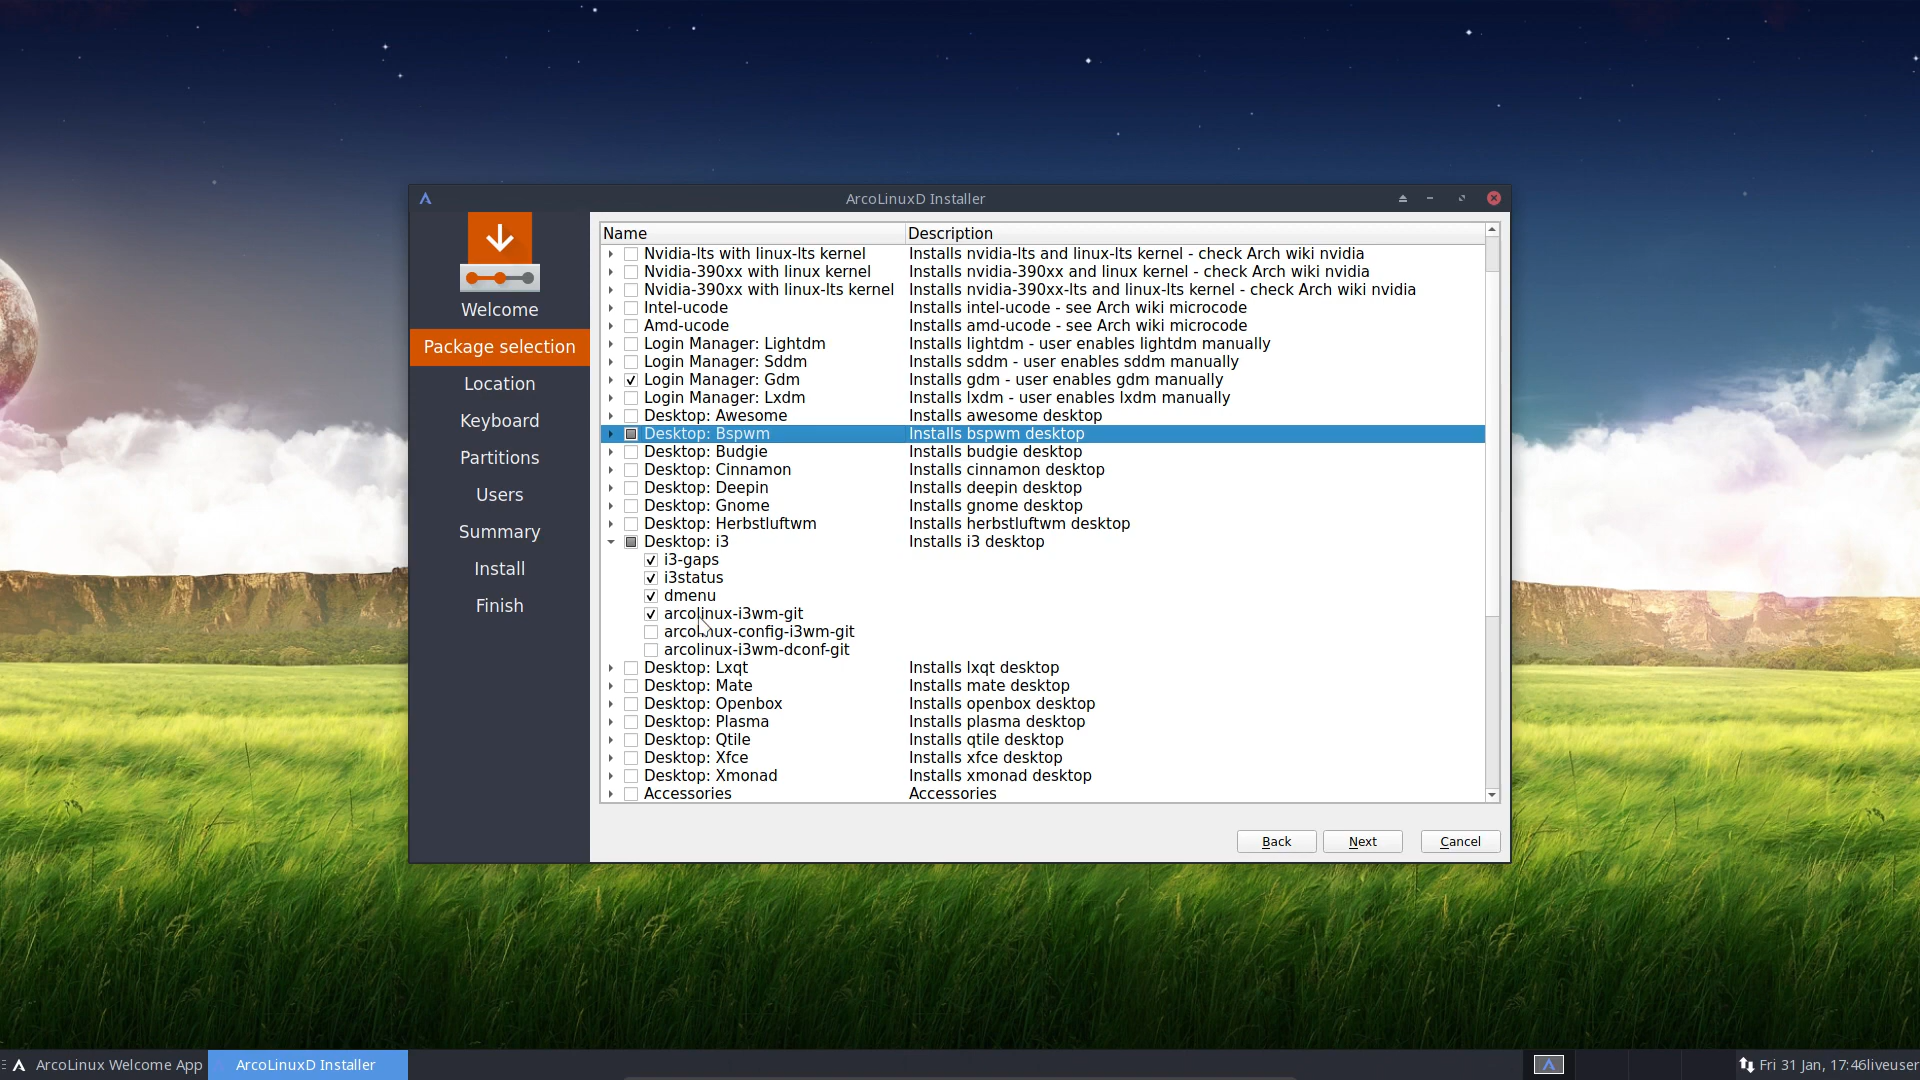 ArcoLinuxD Installer
Welcome
Package selection
Location
Keyboard
Partitions
Users
Summary
Install
Finish
Name Description
Nvidia-lts with linux-lts kernel Installs nvidia-lts and linux-lts kernel - check Arch wiki nvidia
Nvidia-390xx with linux kernel Installs nvidia-390xx and linux kernel - check Arch wiki nvidia
Nvidia-390xx with linux-lts kernel Installs nvidia-390xx-lts and linux-lts kernel - check Arch wiki nvidia
Intel-ucode Installs intel-ucode - see Arch wiki microcode
Amd-ucode Installs amd-ucode - see Arch wiki microcode
Login Manager: Lightdm Installs lightdm - user enables lightdm manually
Login Manager: Sddm Installs sddm - user enables sddm manually
Login Manager: Gdm Installs gdm - user enables gdm manually
Login Manager: Lxdm Installs lxdm - user enables lxdm manually
Desktop: Awesome Installs awesome desktop
Desktop: Bspwm Installs bspwm desktop
Desktop: Budgie Installs budgie desktop
Desktop: Cinnamon Installs cinnamon desktop
Desktop: Deepin Installs deepin desktop
Desktop: Gnome Installs gnome desktop
Desktop: Herbstluftwm Installs herbstluftwm desktop
Desktop: i3 Installs i3 desktop
i3-gaps
i3status
dmenu
arcolinux-i3wm-git
arcolinux-config-i3wm-git
arcolinux-i3wm-dconf-git
Desktop: Lxqt Installs lxqt desktop
Desktop: Mate Installs mate desktop
Desktop: Openbox Installs openbox desktop
Desktop: Plasma Installs plasma desktop
Desktop: Qtile Installs qtile desktop
Desktop: Xfce Installs xfce desktop
Desktop: Xmonad Installs xmonad desktop
Accessories Accessories
Back Next Cancel
ArcoLinux Welcome App ArcoLinuxD Installer Fri 31 Jan, 17:46liveuser